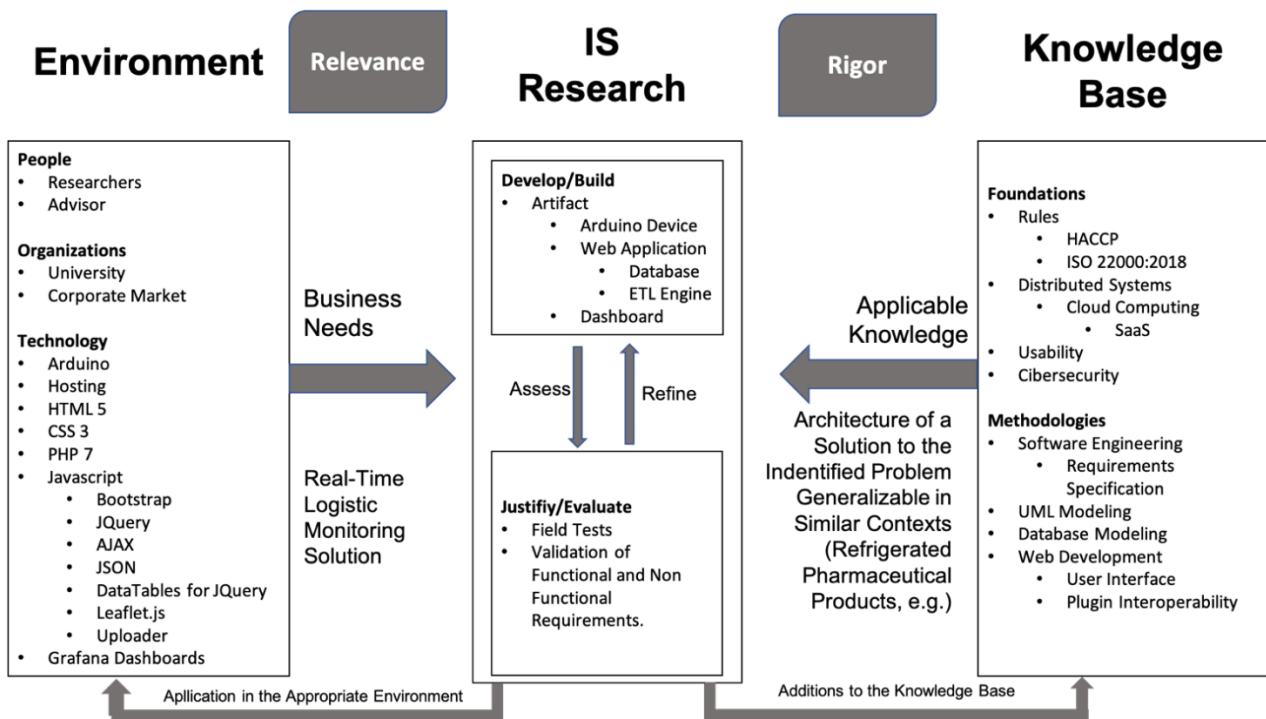 Environment
Relevance
IS
Research
Rigor
Knowledge
Base
People
• Researchers
• Advisor
Organizations
• University
• Corporate Market
Technology
• Arduino
• Hosting
• HTML 5
• CSS 3
• PHP 7
• Javascript
• Bootstrap
• JQuery
• AJAX
• JSON
• DataTables for JQuery
• Leaflet.js
• Uploader
• Grafana Dashboards
Business
Needs
Real-Time
Logistic
Monitoring
Solution
Develop/Build
• Artifact
• Arduino Device
• Web Application
• Database
• ETL Engine
• Dashboard
Assess
Refine
Justifiy/Evaluate
• Field Tests
• Validation of
Functional and Non
Functional
Requirements.
Applicable
Knowledge
Architecture of a
Solution to the
Indentified Problem
Generalizable in
Similar Contexts
(Refrigerated
Pharmaceutical
Products, e.g.)
Foundations
• Rules
• HACCP
• ISO 22000:2018
• Distributed Systems
• Cloud Computing
• SaaS
• Usability
• Cibersecurity
Methodologies
• Software Engineering
• Requirements
Specification
• UML Modeling
• Database Modeling
• Web Development
• User Interface
• Plugin Interoperability
Apllication in the Appropriate Environment
Additions to the Knowledge Base